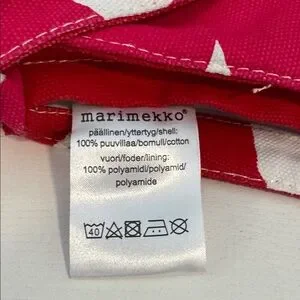 marimekko®
päällinen/yttertyg/shell:
100% puuvillaa/bomull/cotton
vuori/foder/lining:
100% polyamidi/polyamid/
polyamide
40